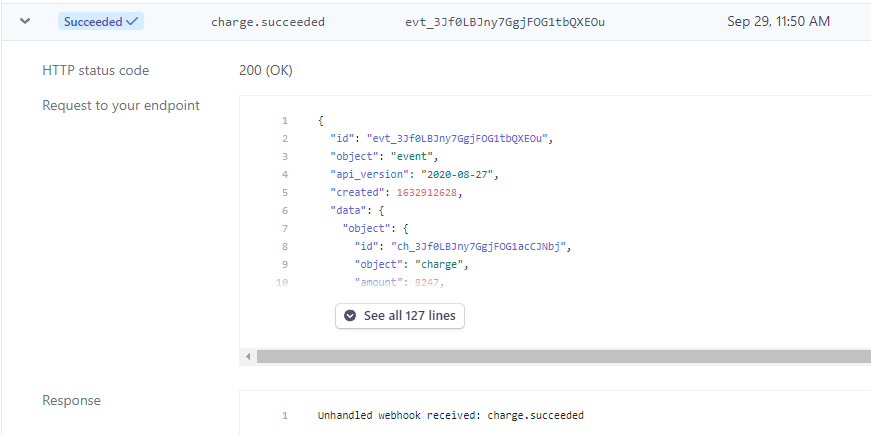 Succeeded charge.succeeded evt_3Jf0LBJny7GgjFOG1tbQXEOu Sep 29, 11:50 AM
HTTP status code 200 (OK)
Request to your endpoint
1 {
2 "id": "evt_3Jf0LBJny7GgjFOG1tbQXEOu",
3 "object": "event",
4 "api_version": "2020-08-27",
5 "created": 1632912628,
6 "data": {
7 "object": {
8 "id": "ch_3Jf0LBJny7GgjFOG1acCJNbj",
9 "object": "charge",
10 "amount": 8247,
See all 127 lines
Response
1 Unhandled webhook received: charge.succeeded